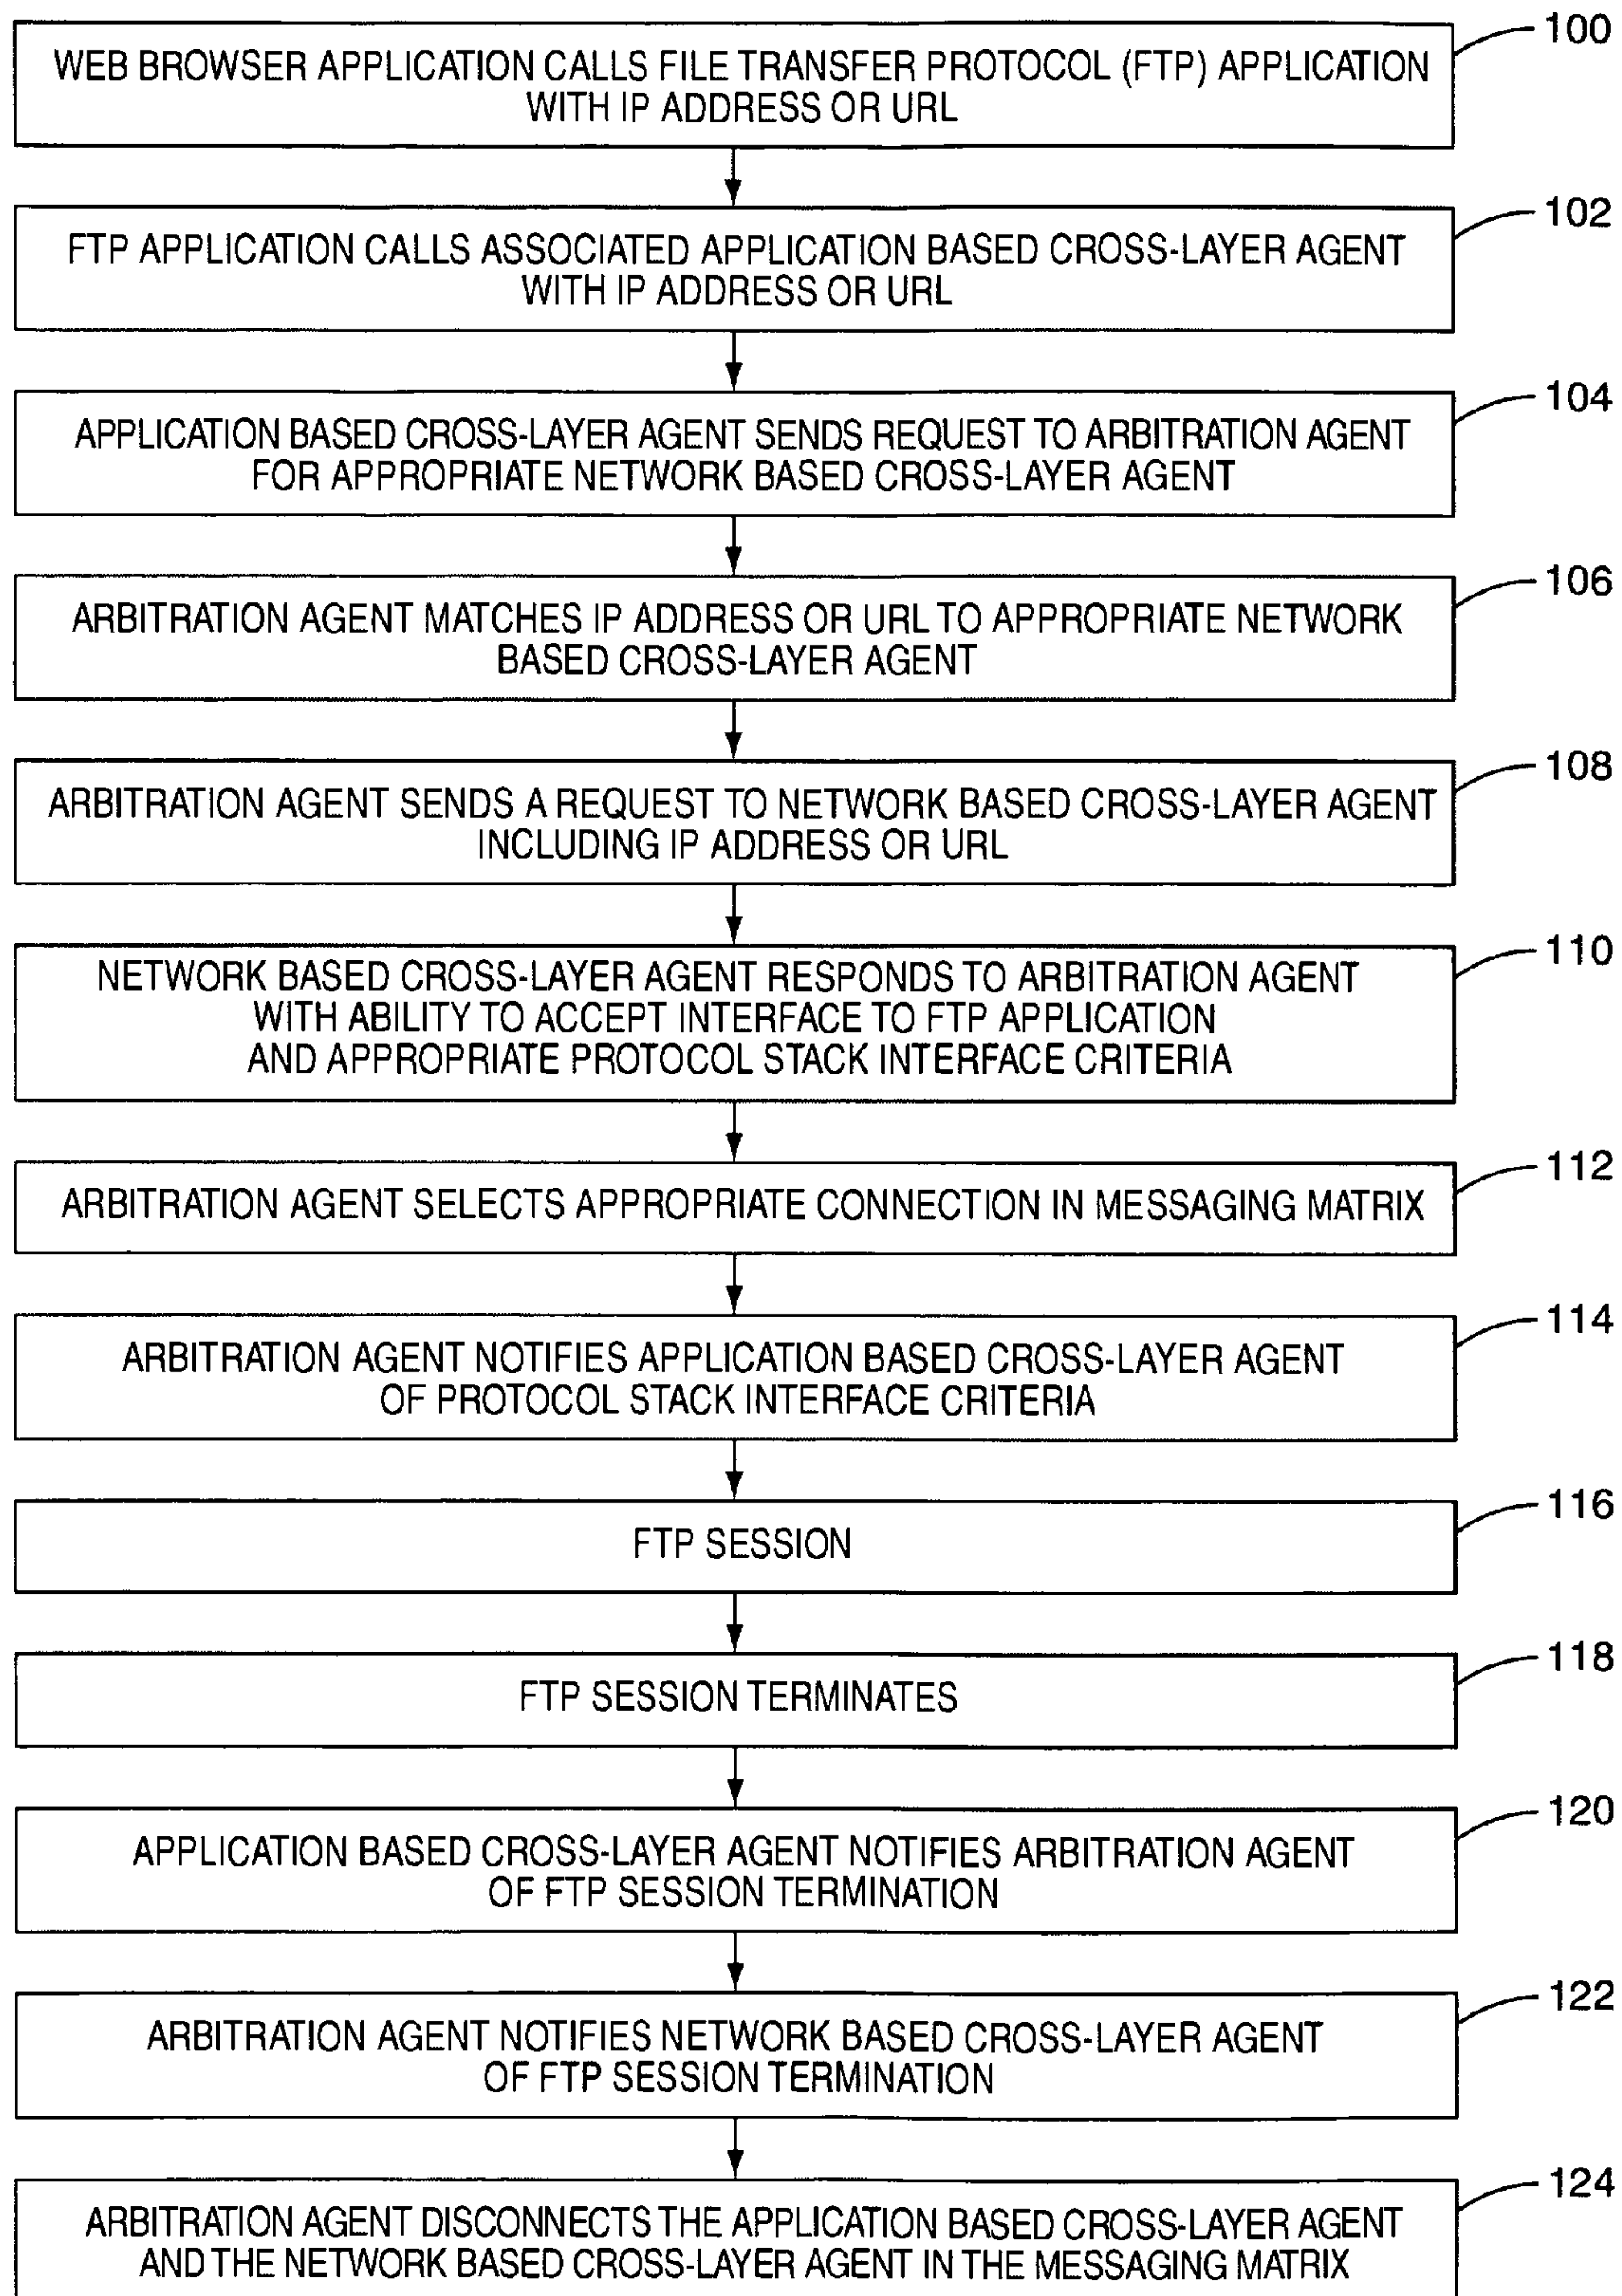 100
WEB BROWSER APPLICATION CALLS FILE TRANSFER PROTOCOL (FTP) APPLICATION
WITH IP ADDRESS OR URL
102
FTP APPLICATION CALLS ASSOCIATED APPLICATION BASED CROSS-LAYER AGENT
WITH IP ADDRESS OR URL
104
APPLICATION BASED CROSS-LAYER AGENT SENDS REQUEST TO ARBITRATION AGENT
FOR APPROPRIATE NETWORK BASED CROSS-LAYER AGENT
106
ARBITRATION AGENT MATCHES IP ADDRESS OR URL TO APPROPRIATE NETWORK
BASED CROSS-LAYER AGENT
108
ARBITRATION AGENT SENDS A REQUEST TO NETWORK BASED CROSS-LAYER AGENT
INCLUDING IP ADDRESS OR URL
110
NETWORK BASED CROSS-LAYER AGENT RESPONDS TO ARBITRATION AGENT
WITH ABILITY TO ACCEPT INTERFACE TO FTP APPLICATION
AND APPROPRIATE PROTOCOL STACK INTERFACE CRITERIA
112
ARBITRATION AGENT SELECTS APPROPRIATE CONNECTION IN MESSAGING MATRIX
114
ARBITRATION AGENT NOTIFIES APPLICATION BASED CROSS-LAYER AGENT
OF PROTOCOL STACK INTERFACE CRITERIA
116
FTP SESSION
118
FTP SESSION TERMINATES
120
APPLICATION BASED CROSS-LAYER AGENT NOTIFIES ARBITRATION AGENT
OF FTP SESSION TERMINATION
122
ARBITRATION AGENT NOTIFIES NETWORK BASED CROSS-LAYER AGENT
OF FTP SESSION TERMINATION
124
ARBITRATION AGENT DISCONNECTS THE APPLICATION BASED CROSS-LAYER AGENT
AND THE NETWORK BASED CROSS-LAYER AGENT IN THE MESSAGING MATRIX